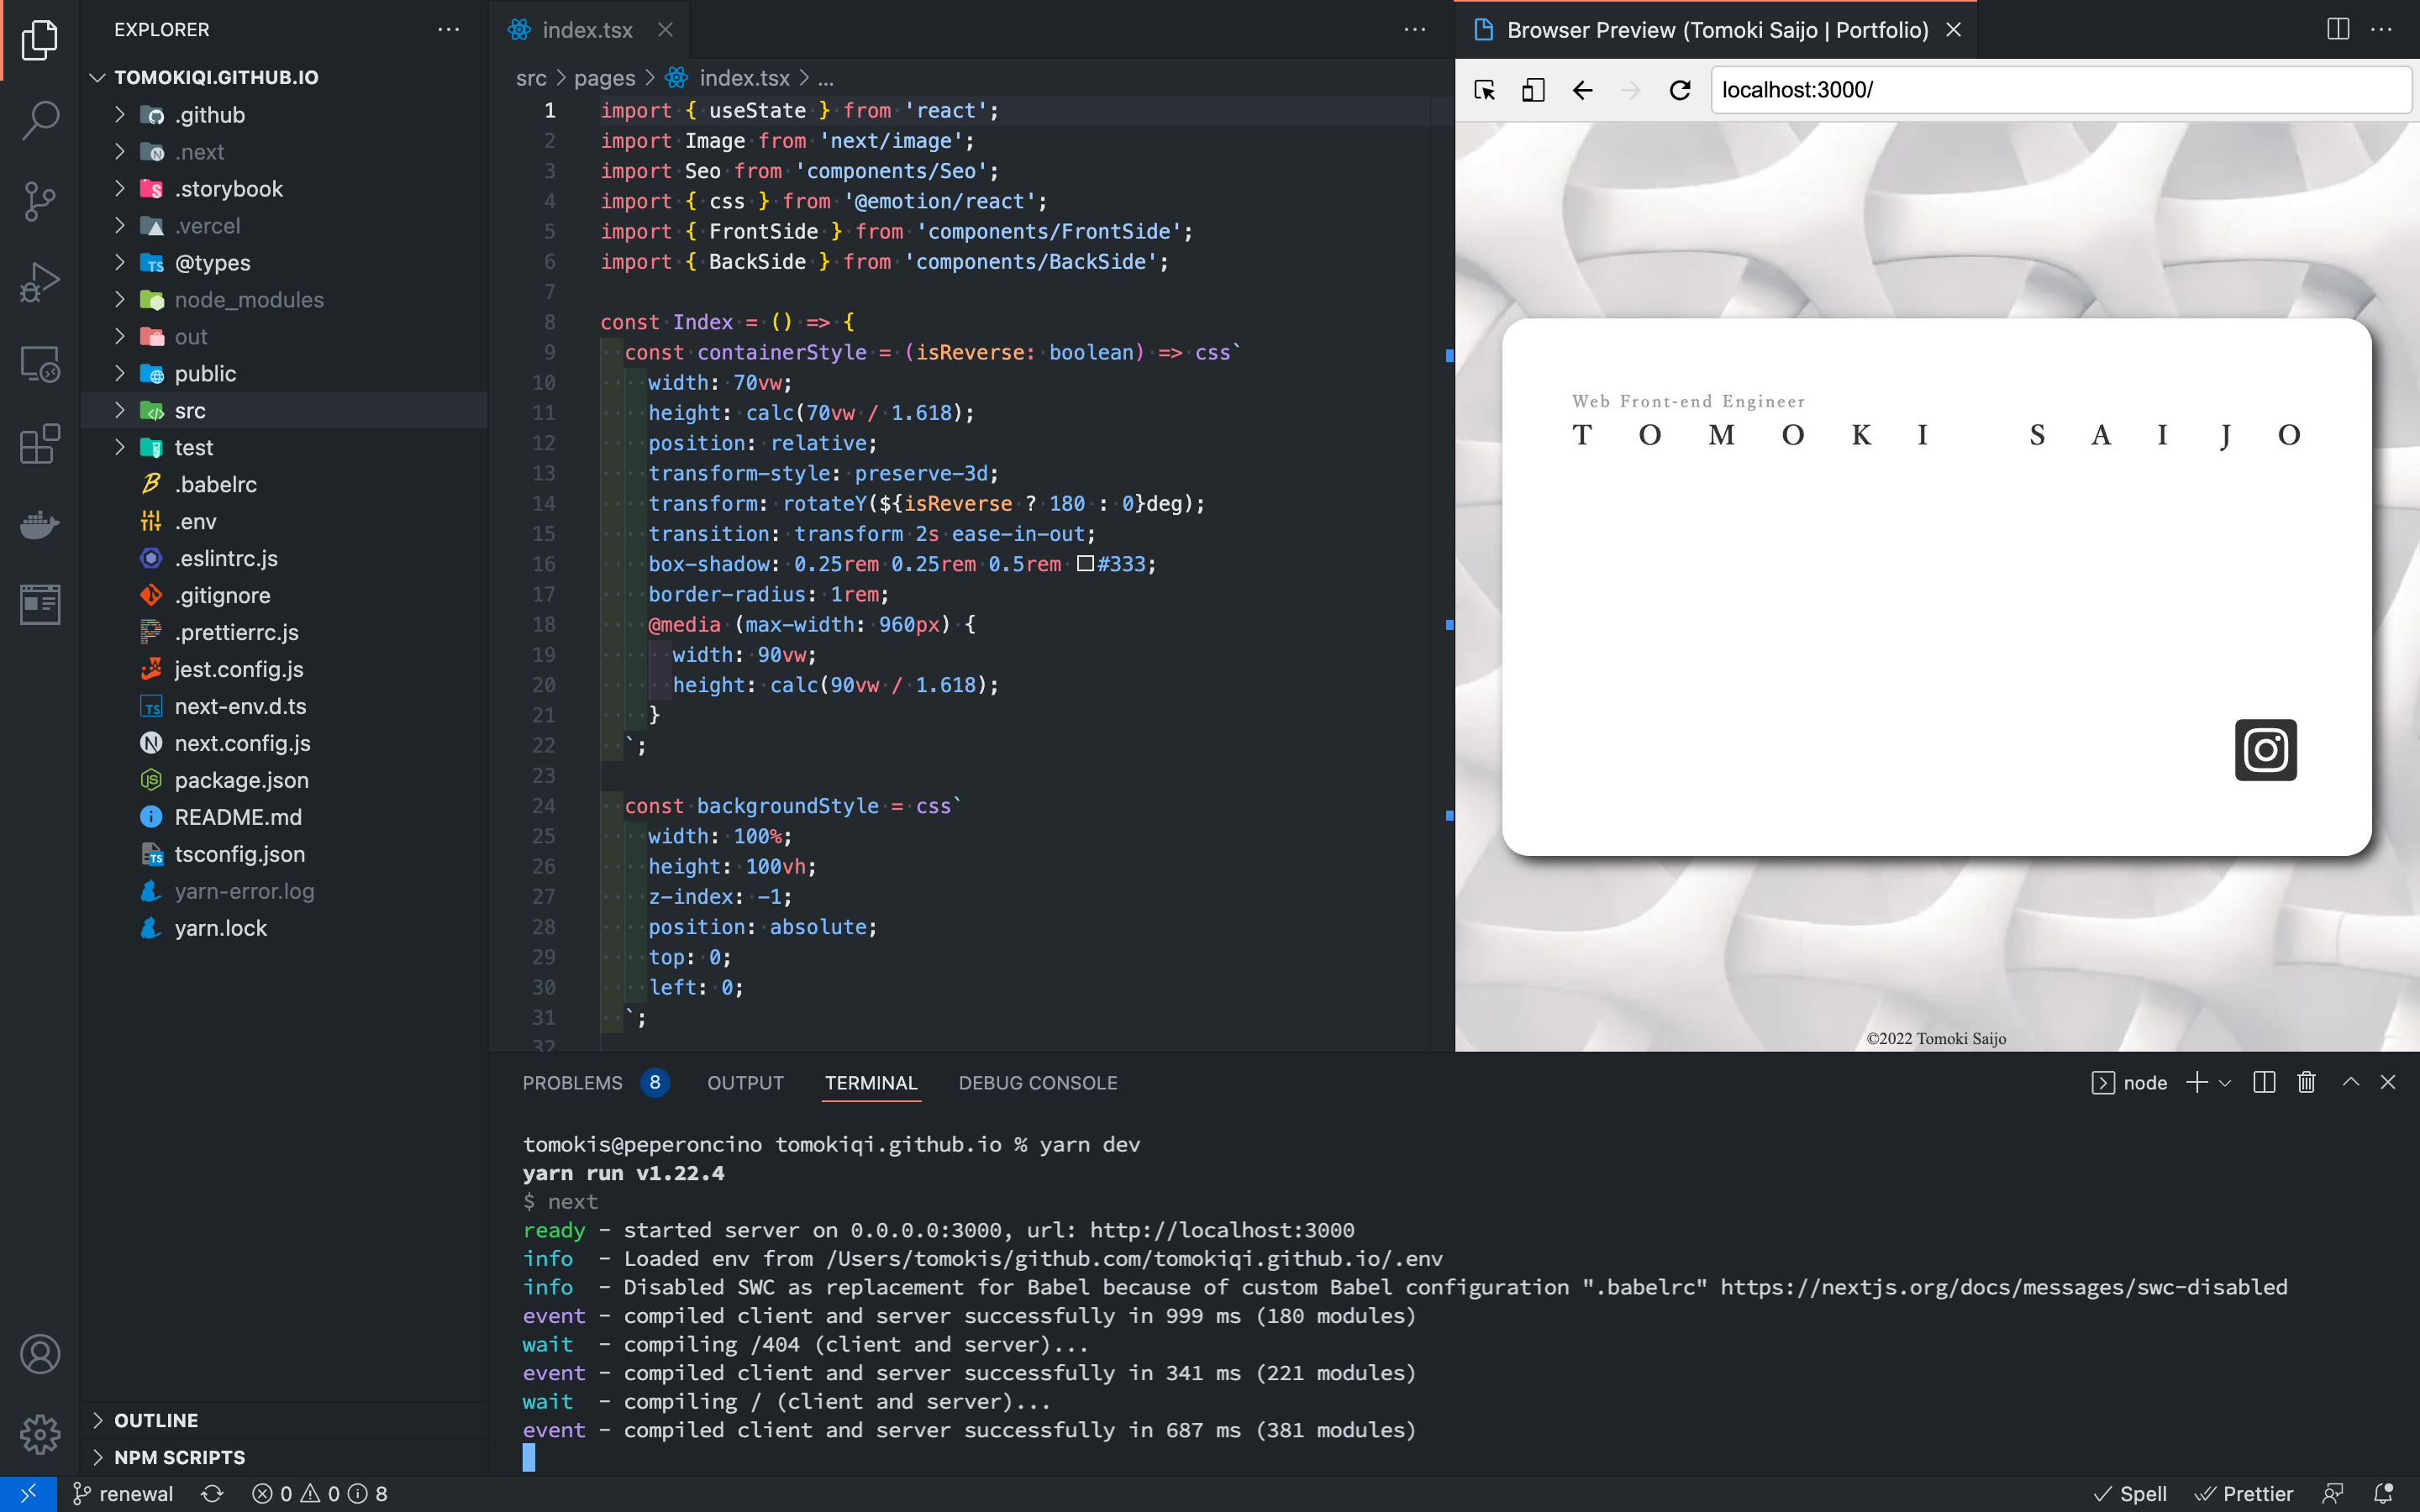 EXPLORER
TOMOKIQI.GITHUB.IO
.github
.next
.storybook
.vercel
@types
node_modules
out
public
src
test
.babelrc
.env
.eslintrc.js
.gitignore
.prettierrc.js
jest.config.js
next-env.d.ts
next.config.js
package.json
README.md
tsconfig.json
yarn-error.log
yarn.lock
OUTLINE
NPM SCRIPTS
index.tsx
src > pages > index.tsx > ...
1 import { useState } from 'react';
2 import Image from 'next/image';
3 import Seo from 'components/Seo';
4 import { css } from '@emotion/react';
5 import { FrontSide } from 'components/FrontSide';
6 import { BackSide } from 'components/BackSide';
7
8 const Index = () => {
9 const containerStyle = (isReverse: boolean) => css`
10 width: 70vw;
11 height: calc(70vw / 1.618);
12 position: relative;
13 transform-style: preserve-3d;
14 transform: rotateY(${isReverse ? 180 : 0}deg);
15 transition: transform 2s ease-in-out;
16 box-shadow: 0.25rem 0.25rem 0.5rem #333;
17 border-radius: 1rem;
18 @media (max-width: 960px) {
19 width: 90vw;
20 height: calc(90vw / 1.618);
21 }
22 `;
23
24 const backgroundStyle = css`
25 width: 100%;
26 height: 100vh;
27 z-index: -1;
28 position: absolute;
29 top: 0;
30 left: 0;
31 `;
32
Browser Preview (Tomoki Saijo | Portfolio)
localhost:3000/
Web Front-end Engineer
TOMOKI SAIJO
©2022 Tomoki Saijo
PROBLEMS 8 OUTPUT TERMINAL DEBUG CONSOLE
node
tomokis@peperoncino tomokiqi.github.io % yarn dev
yarn run v1.22.4
$ next
ready - started server on 0.0.0.0:3000, url: http://localhost:3000
info - Loaded env from /Users/tomokis/github.com/tomokiqi.github.io/.env
info - Disabled SWC as replacement for Babel because of custom Babel configuration ".babelrc" https://nextjs.org/docs/messages/swc-disabled
event - compiled client and server successfully in 999 ms (180 modules)
wait - compiling /404 (client and server)...
event - compiled client and server successfully in 341 ms (221 modules)
wait - compiling / (client and server)...
event - compiled client and server successfully in 687 ms (381 modules)
renewal 0 0 8
Spell Prettier